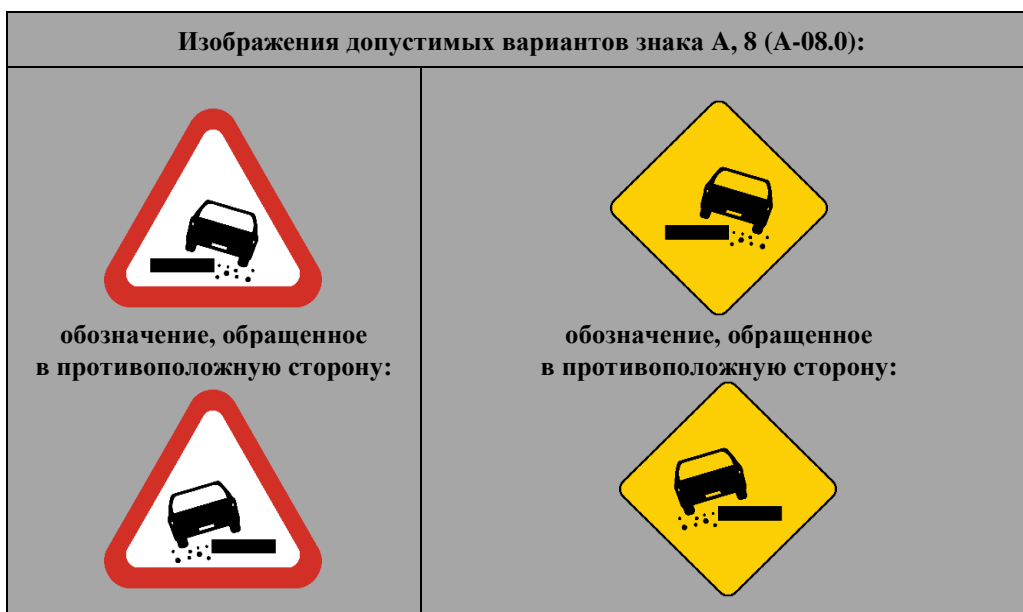 Изображения допустимых вариантов знака А, 8 (А-08.0):
обозначение, обращенное
в противоположную сторону:
обозначение, обращенное
в противоположную сторону: